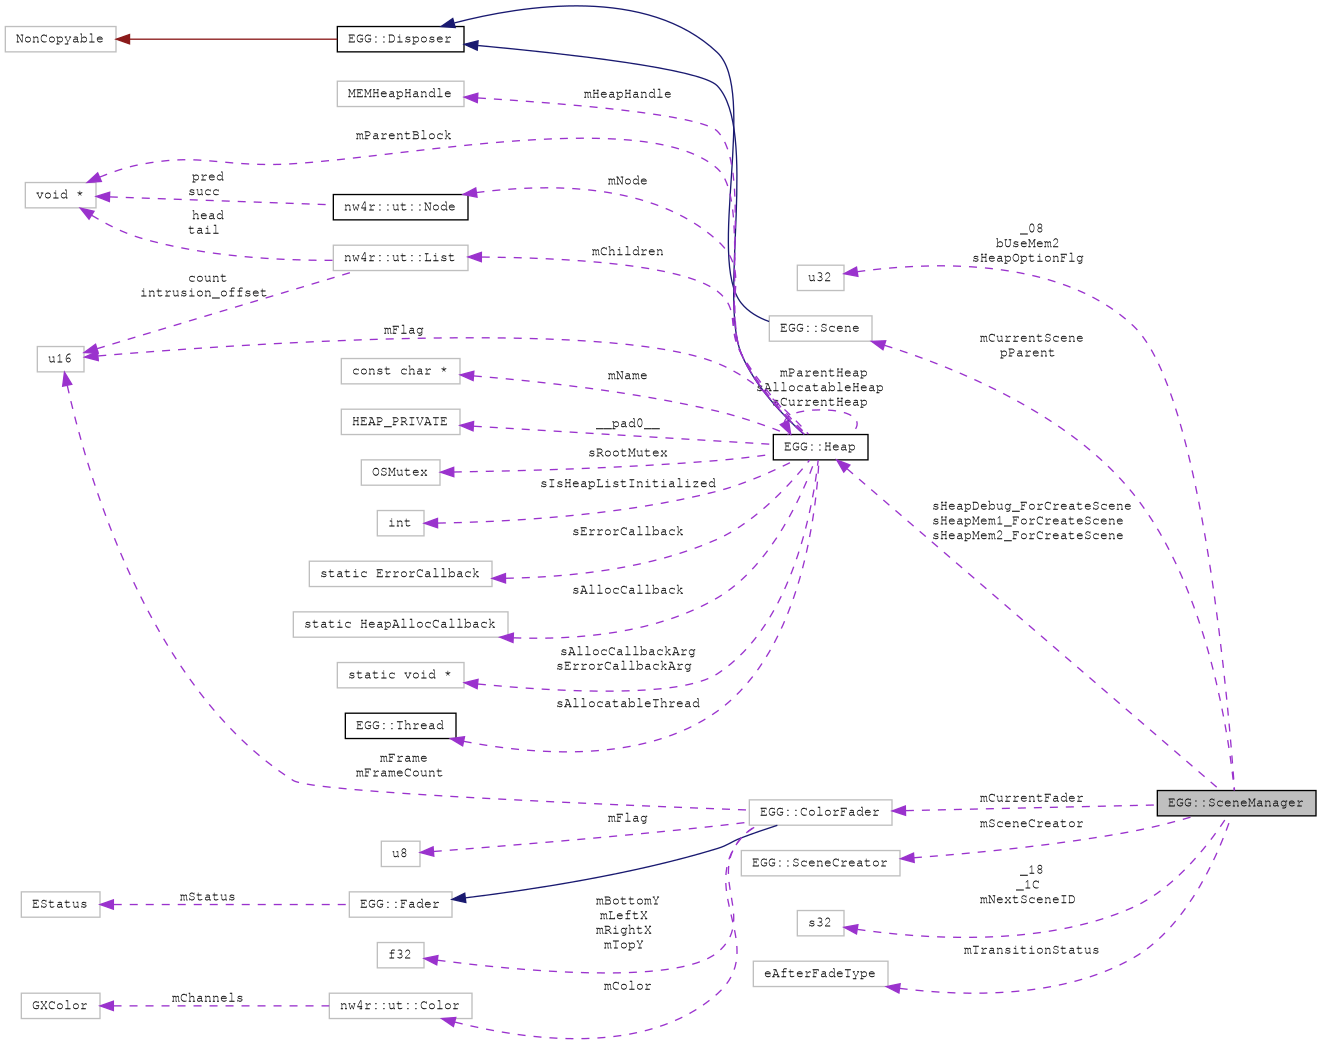 NonCopyable
EGG::Disposer
MEMHeapHandle
mHeapHandle
mParentBlock
void *
pred
succ
nw4r::ut::Node
mNode
head
tail
nw4r::ut::List
mChildren
count
intrusion_offset
_08
bUseMem2
sHeapOptionFlg
u32
EGG::Scene
mCurrentScene
pParent
u16
mFlag
const char *
mName
mParentHeap
sAllocatableHeap
sCurrentHeap
HEAP_PRIVATE
__pad0__
EGG::Heap
OSMutex
sRootMutex
int
sIsHeapListInitialized
sHeapDebug_ForCreateScene
sHeapMem1_ForCreateScene
sHeapMem2_ForCreateScene
static ErrorCallback
sErrorCallback
static HeapAllocCallback
sAllocCallback
static void *
sAllocCallbackArg
sErrorCallbackArg
EGG::Thread
sAllocatableThread
mFrame
mFrameCount
EGG::ColorFader
mCurrentFader
EGG::SceneManager
mSceneCreator
u8
mFlag
EGG::SceneCreator
EStatus
mStatus
EGG::Fader
_18
_1C
mNextSceneID
s32
mBottomY
mLeftX
mRightX
mTopY
f32
mTransitionStatus
eAfterFadeType
mColor
GXColor
mChannels
nw4r::ut::Color